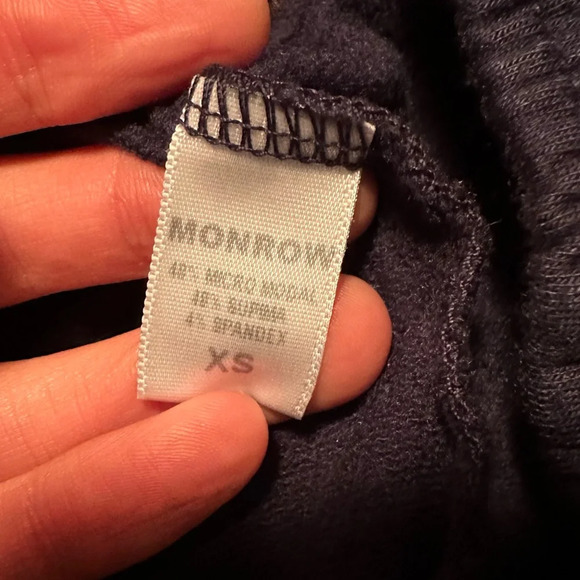 MONROW
48% MICRO MODAL
48% SUPIMA
4% SPANDEX
XS